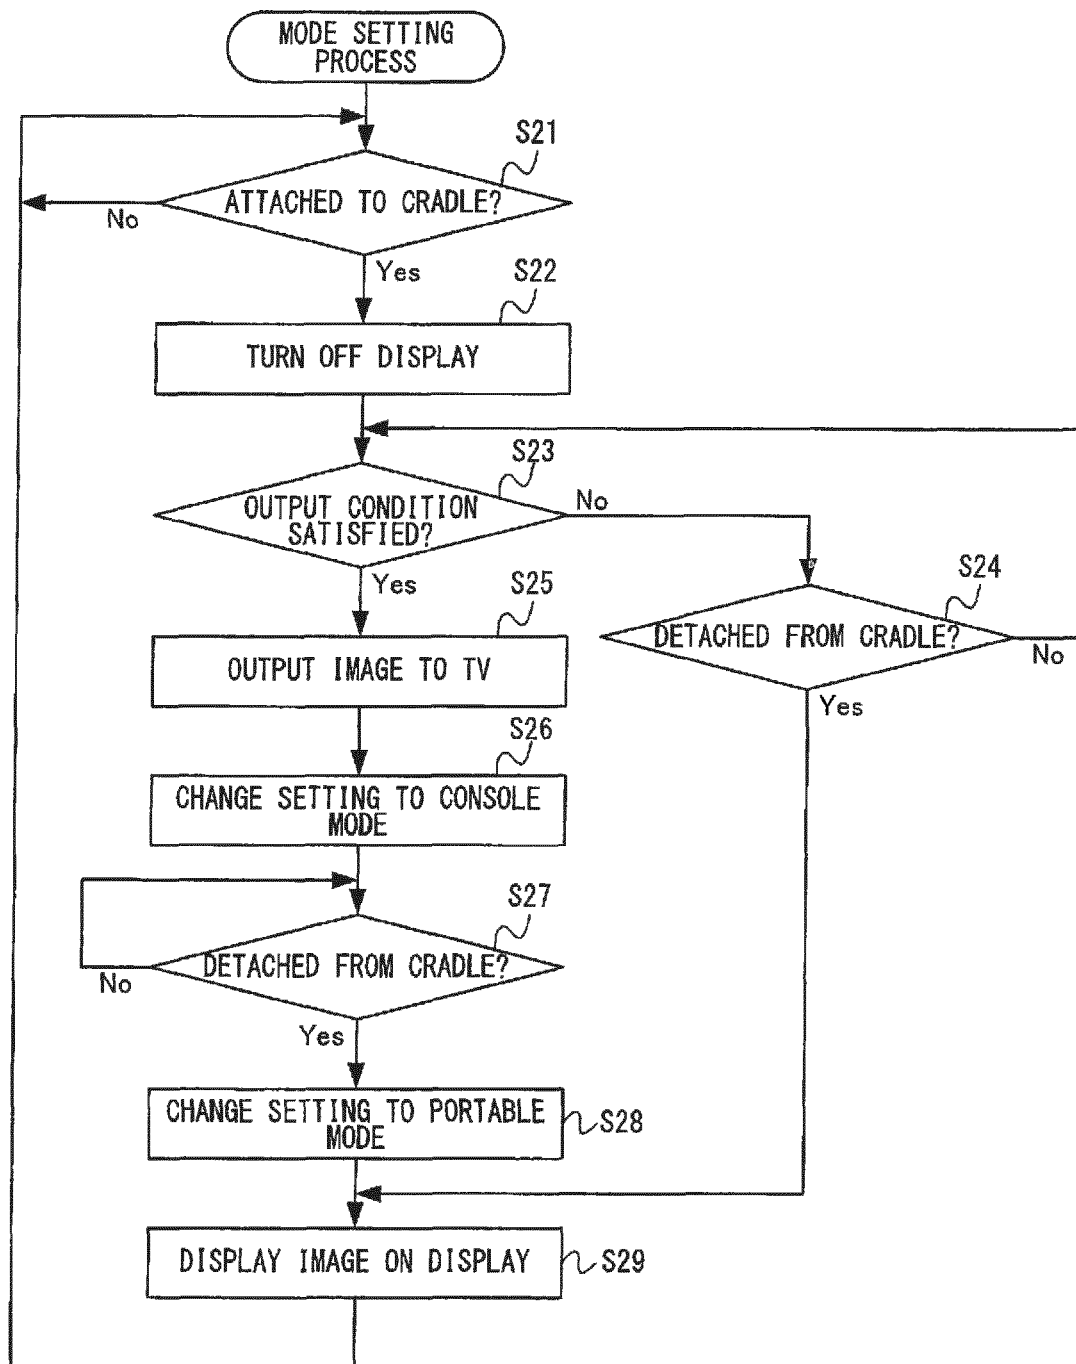 MODE SETTING
PROCESS
S21
ATTACHED TO CRADLE?
No
Yes
S22
TURN OFF DISPLAY
S23
OUTPUT CONDITION
SATISFIED?
No
Yes
S24
DETACHED FROM CRADLE?
No
Yes
S25
OUTPUT IMAGE TO TV
S26
CHANGE SETTING TO CONSOLE
MODE
S27
DETACHED FROM CRADLE?
No
Yes
CHANGE SETTING TO PORTABLE
MODE
S28
DISPLAY IMAGE ON DISPLAY
S29